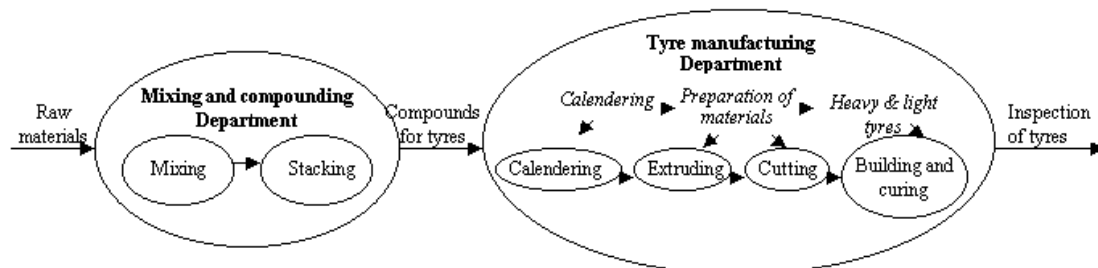 Raw
materials
Mixing and compounding
Department
Mixing
Stacking
Compounds
for tyres
Tyre manufacturing
Department
Calendering
Preparation of
materials
Heavy & light
tyres
Calendering
Extruding
Cutting
Building and
curing
Inspection
of tyres